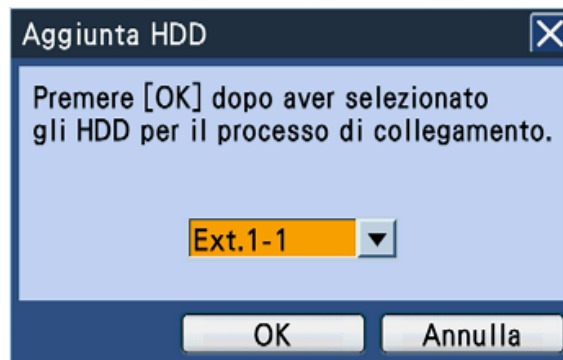 Aggiunta HDD
Premere [OK] dopo aver selezionato
gli HDD per il processo di collegamento.
Ext.1-1
OK
Annulla